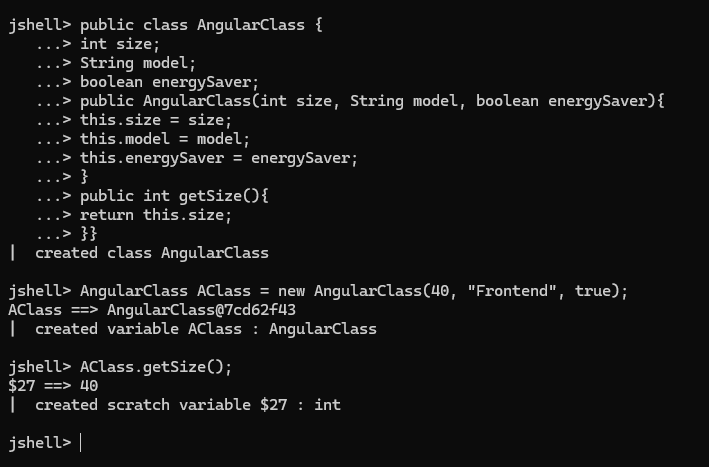 jshell> public class AngularClass {
...> int size;
...> String model;
...> boolean energySaver;
...> public AngularClass(int size, String model, boolean energySaver){
...> this.size = size;
...> this.model = model;
...> this.energySaver = energySaver;
...> }
...> public int getSize(){
...> return this.size;
...> }}
| created class AngularClass
jshell> AngularClass AClass = new AngularClass(40, "Frontend", true);
AClass ==> AngularClass@7cd62f43
| created variable AClass : AngularClass
jshell> AClass.getSize();
$27 ==> 40
| created scratch variable $27 : int
jshell>